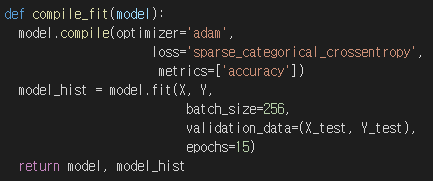 def compile_fit(model):
  model.compile(optimizer='adam',
                loss='sparse_categorical_crossentropy',
                 metrics=['accuracy'])
  model_hist = model.fit(X, Y,
                     batch_size=256,
                     validation_data=(X_test, Y_test),
                     epochs=15)
  return model, model_hist